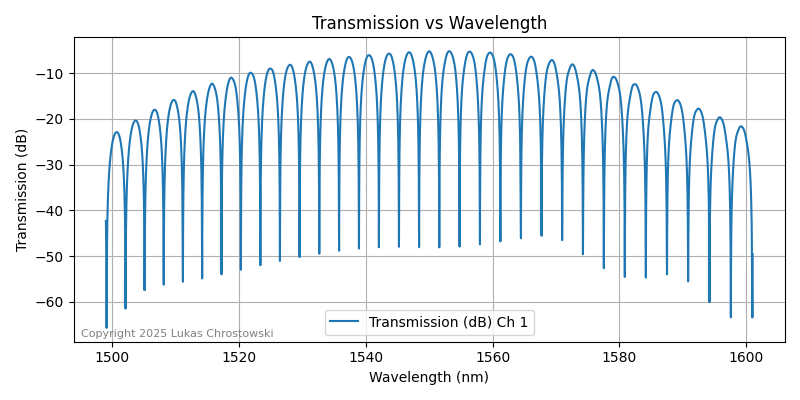 Transmission vs Wavelength
Transmission (dB)
−10
−20
−30
−40
−50
−60
Transmission (dB) Ch 1
Copyright 2025 Lukas Chrostowski
1500 1520 1540 1560 1580 1600
Wavelength (nm)